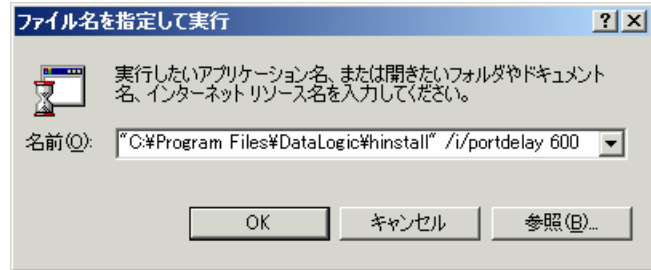 ファイル名を指定して実行
実行したいアプリケーション名、または開きたいフォルダやドキュメント
名、インターネット リソース名を入力してください。
名前(O): "C:¥Program Files¥DataLogic¥hinstall" /i/portdelay 600
OK キャンセル 参照(B)...